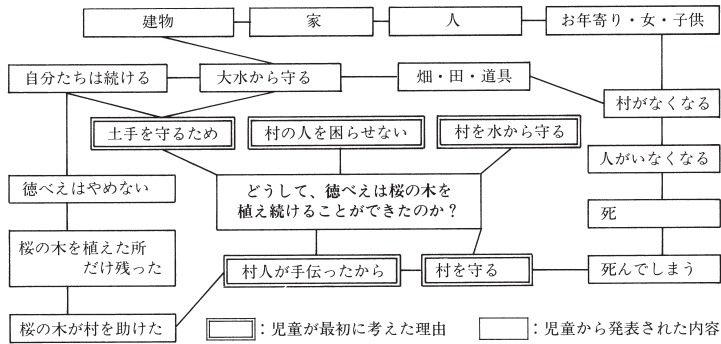 建物
家
人
お年寄り・女・子供
自分たちは続ける
大水から守る
畑・田・道具
村がなくなる
土手を守るため
村の人を困らせない
村を水から守る
人がいなくなる
徳べえはやめない
どうして、徳べえは桜の木を
植え続けることができたのか？
死
桜の木を植えた所
だけ残った
村人が手伝ったから
村を守る
死んでしまう
桜の木が村を助けた
：児童が最初に考えた理由
：児童から発表された内容